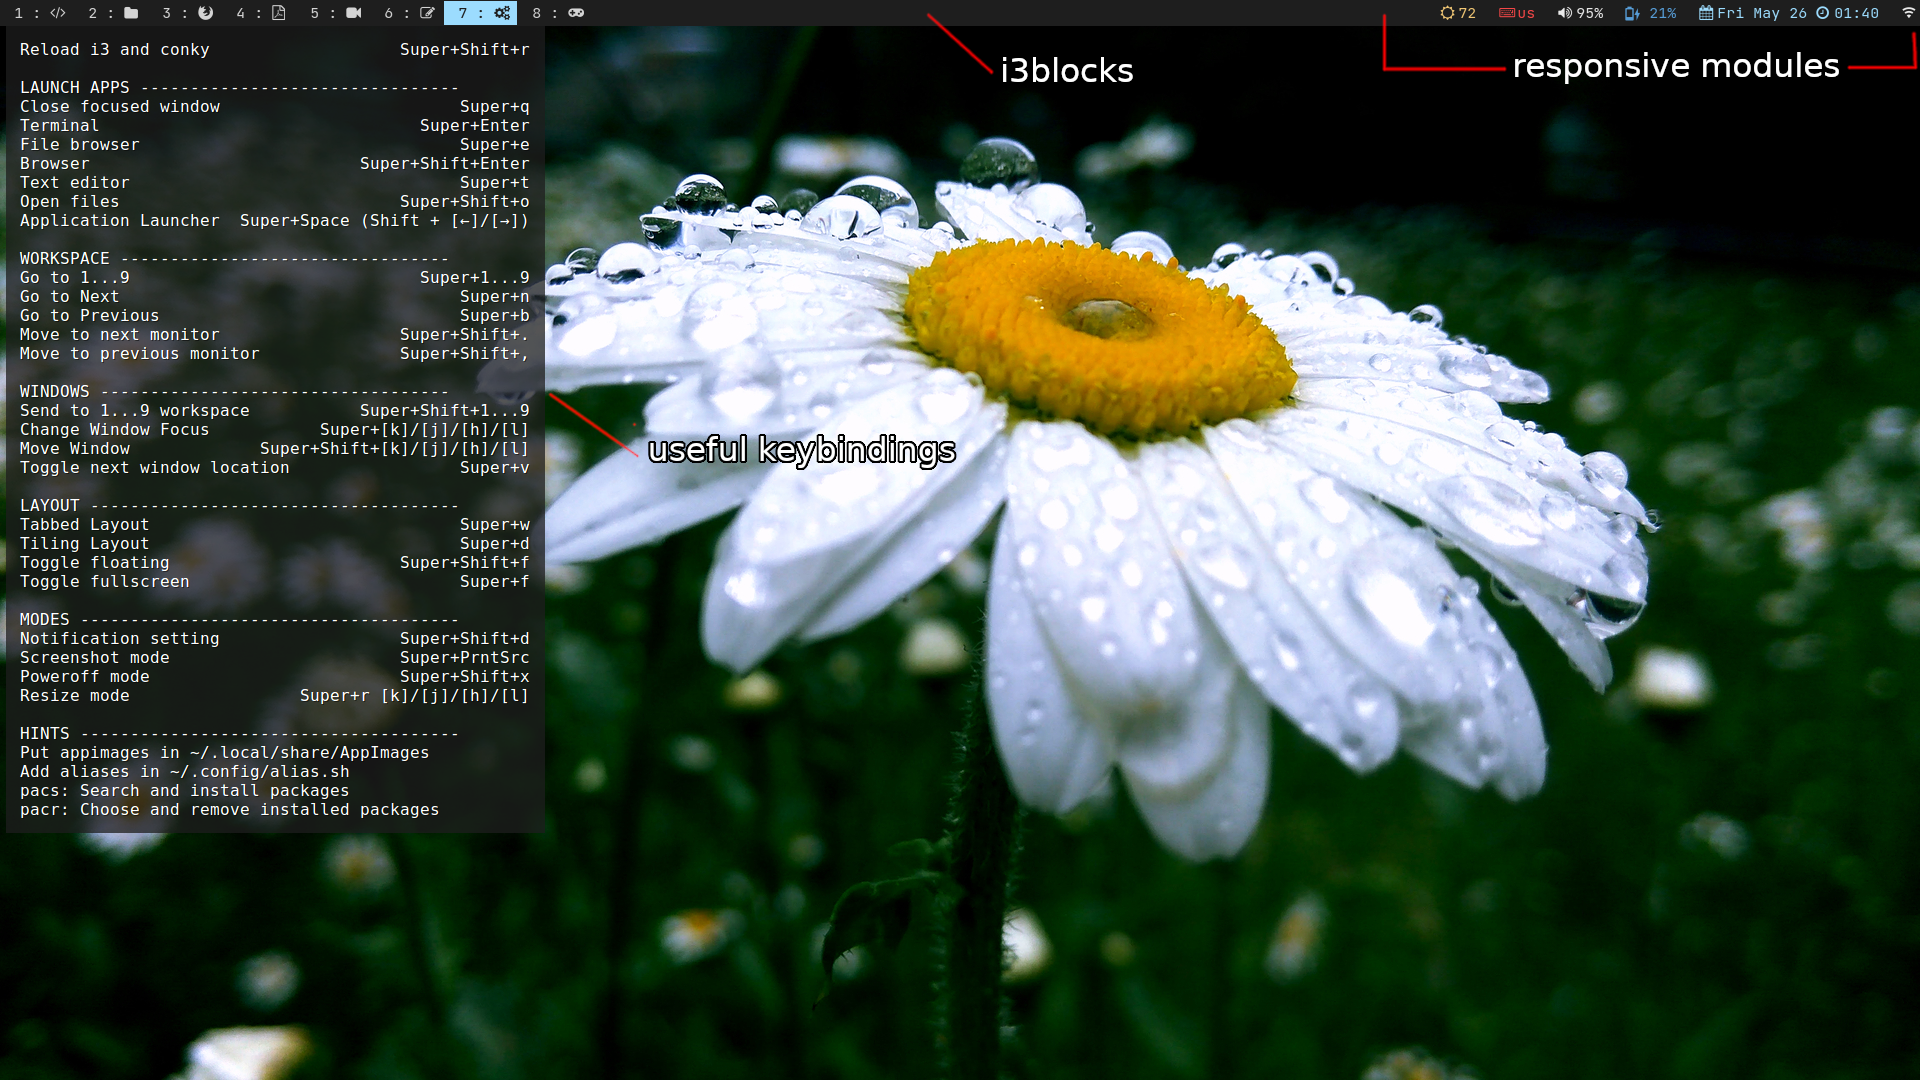 1 : 2 : 3 : 4 : 5 : 6 : 7 : 8 : 72 us 95% 21% Fri May 26 01:40
i3blocks
responsive modules
Reload i3 and conky Super+Shift+r
LAUNCH APPS --------------------------------
Close focused window Super+q
Terminal Super+Enter
File browser Super+e
Browser Super+Shift+Enter
Text editor Super+t
Open files Super+Shift+o
Application Launcher Super+Space (Shift + [←]/[→])
WORKSPACE ---------------------------------
Go to 1...9 Super+1...9
Go to Next Super+n
Go to Previous Super+b
Move to next monitor Super+Shift+.
Move to previous monitor Super+Shift+,
WINDOWS -----------------------------------
Send to 1...9 workspace Super+Shift+1...9
Change Window Focus Super+[k]/[j]/[h]/[l]
Move Window Super+Shift+[k]/[j]/[h]/[l]
Toggle next window location Super+v
useful keybindings
LAYOUT -------------------------------------
Tabbed Layout Super+w
Tiling Layout Super+d
Toggle floating Super+Shift+f
Toggle fullscreen Super+f
MODES --------------------------------------
Notification setting Super+Shift+d
Screenshot mode Super+PrntSrc
Poweroff mode Super+Shift+x
Resize mode Super+r [k]/[j]/[h]/[l]
HINTS --------------------------------------
Put appimages in ~/.local/share/AppImages
Add aliases in ~/.config/alias.sh
pacs: Search and install packages
pacr: Choose and remove installed packages